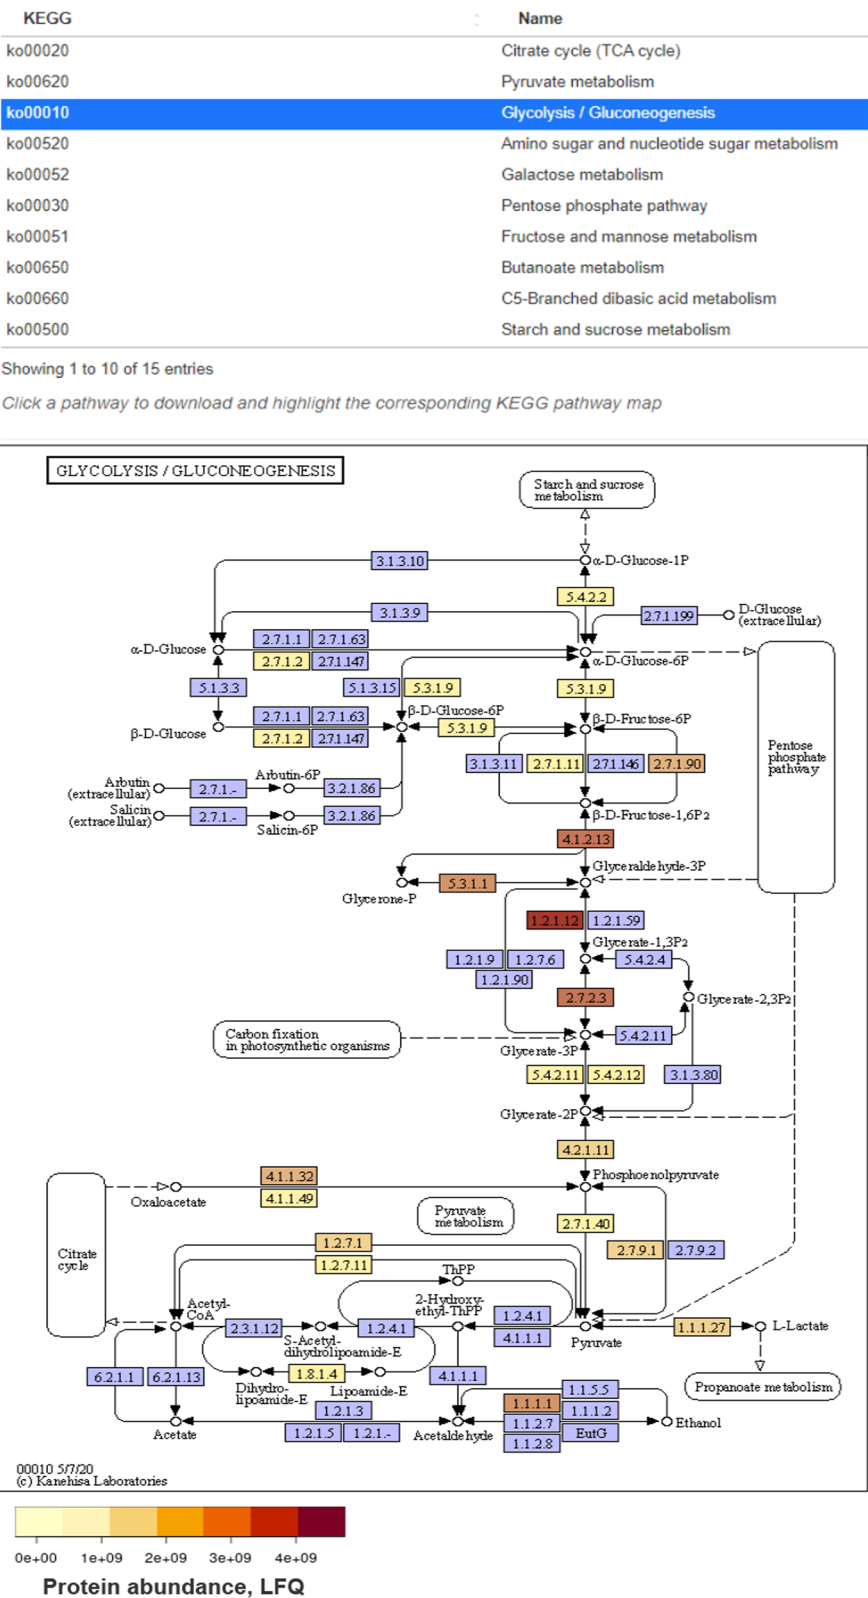 KEGG Name
ko00020 Citrate cycle (TCA cycle)
ko00620 Pyruvate metabolism
ko00010 Glycolysis / Gluconeogenesis
ko00520 Amino sugar and nucleotide sugar metabolism
ko00052 Galactose metabolism
ko00030 Pentose phosphate pathway
ko00051 Fructose and mannose metabolism
ko00650 Butanoate metabolism
ko00660 C5-Branched dibasic acid metabolism
ko00500 Starch and sucrose metabolism
Showing 1 to 10 of 15 entries
Click a pathway to download and highlight the corresponding KEGG pathway map
GLYCOLYSIS / GLUCONEOGENESIS
Starch and sucrose
metabolism
3.1.3.10
α-D-Glucose-1P
5.4.2.2
3.1.3.9
2.7.1.199
D-Glucose
(extracellular)
2.7.1.1 2.7.1.63
α-D-Glucose
2.7.1.2 2.7.1.147
α-D-Glucose-6P
5.1.3.3
5.1.3.15 5.3.1.9
5.3.1.9
β-D-Glucose-6P
2.7.1.1 2.7.1.63
β-D-Glucose
2.7.1.2 2.7.1.147
5.3.1.9
β-D-Fructose-6P
Pentose
phosphate
pathway
3.1.3.11 2.7.1.11 2.7.1.146 2.7.1.90
Arbutin
(extracellular)
2.7.1.-
Arbutin-6P
3.2.1.86
Salicin
(extracellular)
2.7.1.-
Salicin-6P
3.2.1.86
β-D-Fructose-1,6P2
4.1.2.13
Glyceraldehyde-3P
5.3.1.1
Glycerone-P
1.2.1.12 1.2.1.59
Glycerate-1,3P2
1.2.1.9 1.2.7.6
1.2.1.90
5.4.2.4
2.7.2.3
Glycerate-2,3P2
Carbon fixation
in photosynthetic organisms
5.4.2.11
Glycerate-3P
5.4.2.11 5.4.2.12
3.1.3.80
Glycerate-2P
4.2.1.11
4.1.1.32
Oxaloacetate
4.1.1.49
Phosphoenolpyruvate
Pyruvate
metabolism
2.7.1.40
Citrate
cycle
1.2.7.1
1.2.7.11
2.7.9.1 2.7.9.2
ThPP
Acetyl-
CoA
2-Hydroxy-
ethyl-ThPP
2.3.1.12
S-Acetyl-
dihydrolipoamide-E
1.2.4.1
1.2.4.1
4.1.1.1
Pyruvate
1.1.1.27
L-Lactate
6.2.1.1 6.2.1.13
1.8.1.4
Dihydro-
lipoamide-E
Lipoamide-E
4.1.1.1
Propanoate metabolism
1.2.1.3
1.2.1.5 1.2.1.-
Acetate
Acetaldehyde
1.1.1.1
1.1.2.7
1.1.2.8
1.1.5.5
1.1.1.2
EutG
Ethanol
00010 5/7/20
(c) Kanehisa Laboratories
0e+00 1e+09 2e+09 3e+09 4e+09
Protein abundance, LFQ